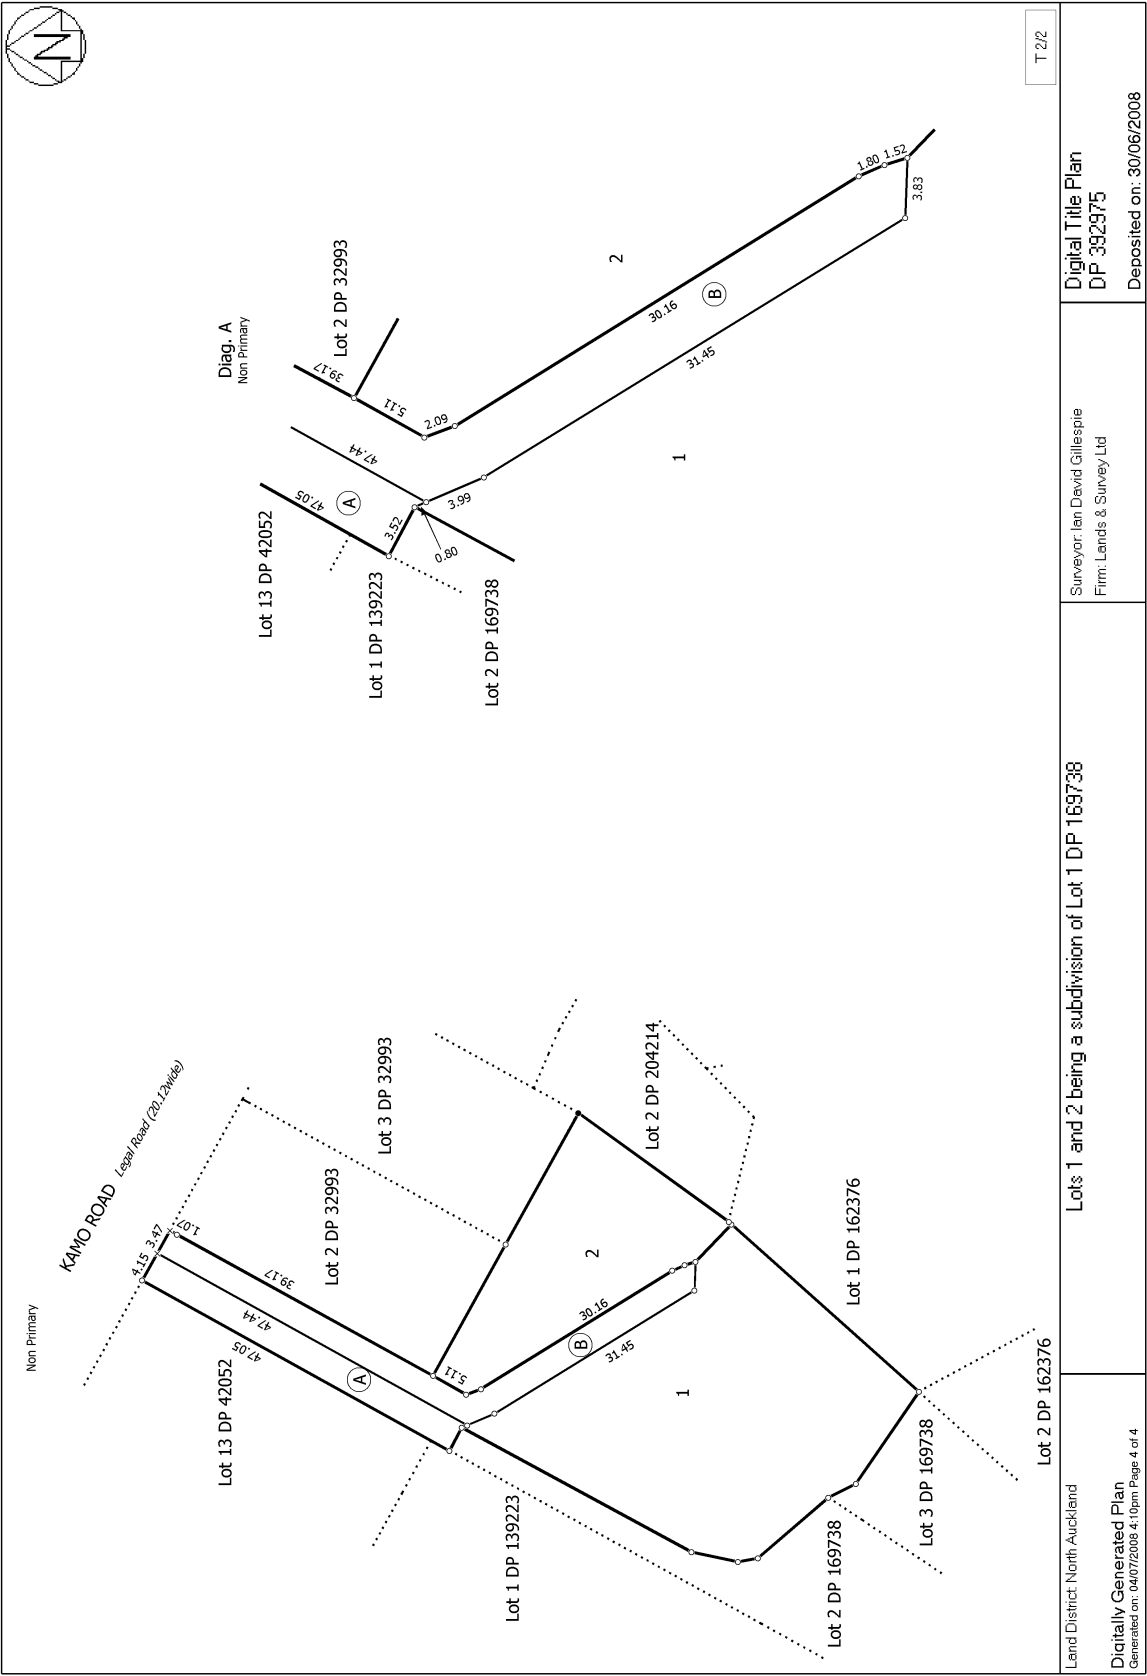 N
T 2/2
Non Primary
KAMO ROAD Legal Road (20.12wide)
4.15
3.47
1.07
39.17
47.44
47.05
Lot 13 DP 42052
A
Lot 2 DP 32993
Lot 3 DP 32993
5.11
30.16
B
31.45
2
1
Lot 1 DP 139223
Lot 2 DP 204214
Lot 1 DP 162376
Lot 2 DP 169738
Lot 3 DP 169738
Lot 2 DP 162376
Diag. A
Non Primary
Lot 2 DP 32993
39.17
5.11
47.44
47.05
A
Lot 13 DP 42052
2.09
3.52
3.99
0.80
Lot 1 DP 139223
Lot 2 DP 169738
2
30.16
B
31.45
1
1.80
1.52
3.83
Land District: North Auckland
Digitally Generated Plan
Generated on: 04/07/2008 4:10pm Page 4 of 4
Lots 1 and 2 being a subdivision of Lot 1 DP 169738
Surveyor: Ian David Gillespie
Firm: Lands & Survey Ltd
Digital Title Plan
DP 392975
Deposited on: 30/06/2008